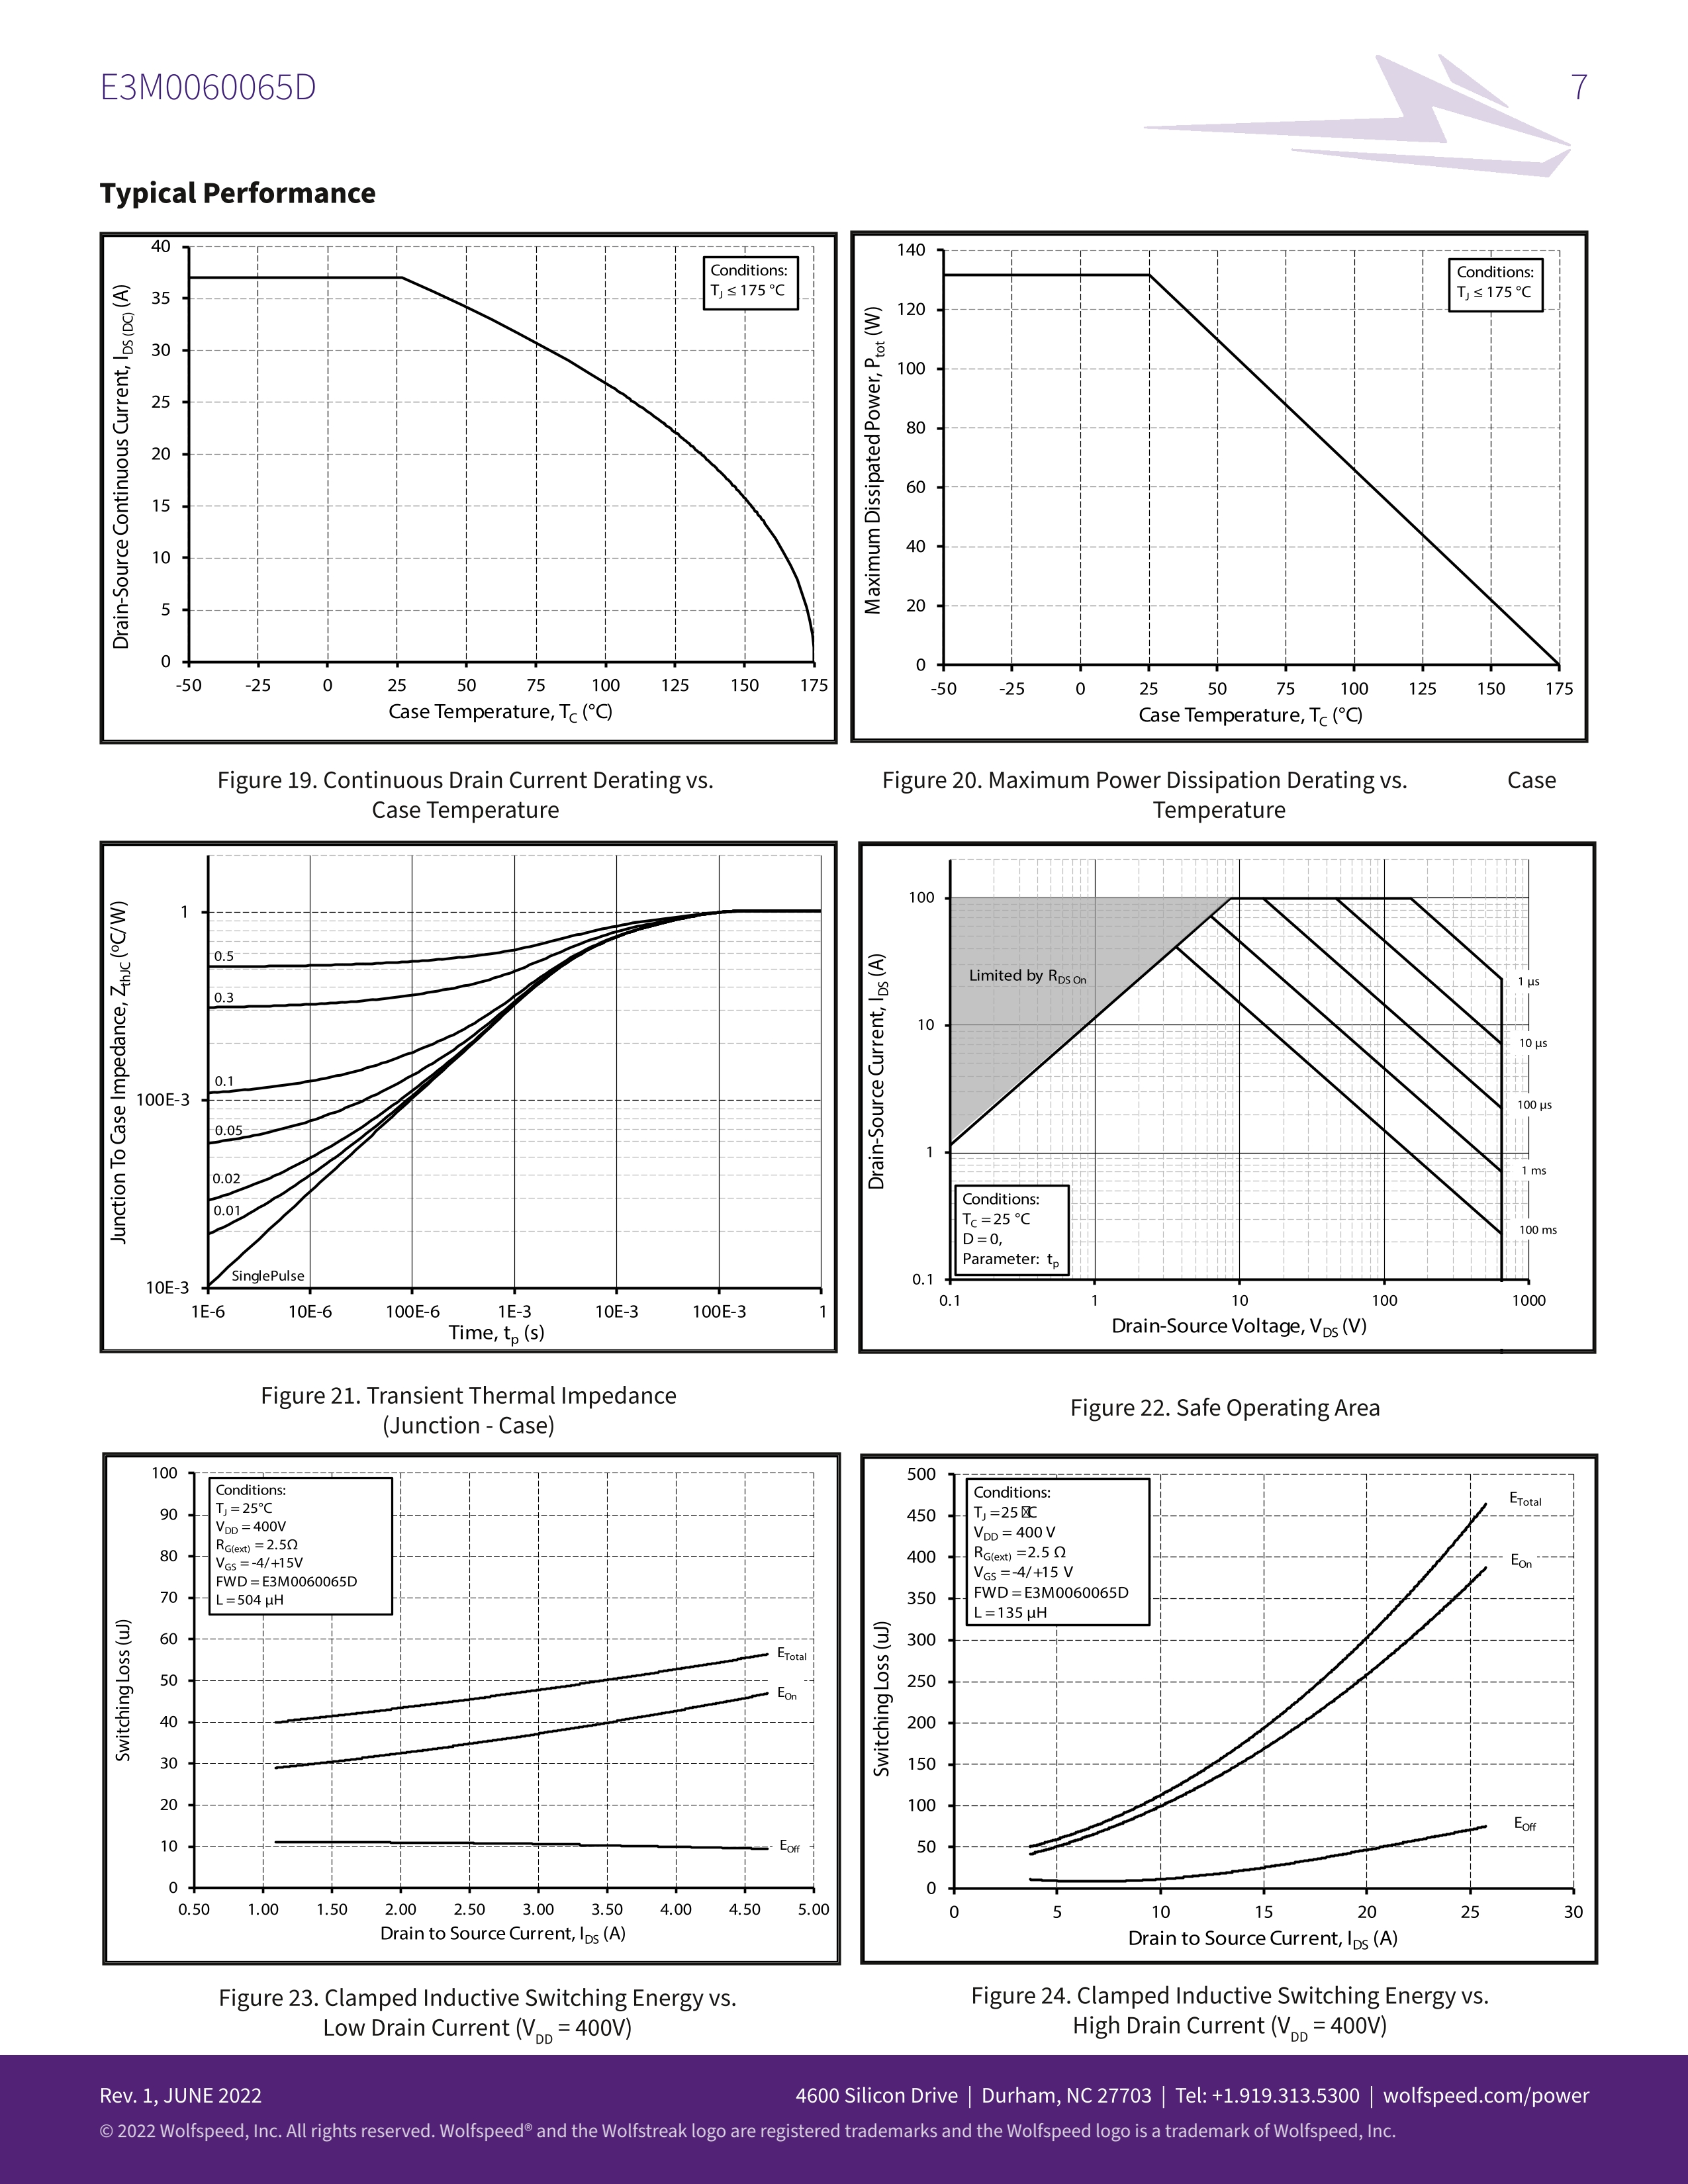 E3M0060065D
7
Typical Performance
40
35
30
25
20
15
10
5
0
-50 -25 0 25 50 75 100 125 150 175
Drain-Source Continuous Current, IDS (DC) (A)
Case Temperature, TC (°C)
Conditions:
TJ ≤ 175 °C
Figure 19. Continuous Drain Current Derating vs.
Case Temperature
140
120
100
80
60
40
20
0
-50 -25 0 25 50 75 100 125 150 175
Maximum Dissipated Power, Ptot (W)
Case Temperature, TC (°C)
Conditions:
TJ ≤ 175 °C
Figure 20. Maximum Power Dissipation Derating vs. Case
Temperature
Junction To Case Impedance, ZthJC (°C/W)
1
100E-3
10E-3
0.5
0.3
0.1
0.05
0.02
0.01
SinglePulse
1E-6 10E-6 100E-6 1E-3 10E-3 100E-3 1
Time, tp (s)
Figure 21. Transient Thermal Impedance
(Junction - Case)
Drain-Source Current, IDS (A)
100
10
1
0.1
Limited by RDS On
1 µs
10 µs
100 µs
1 ms
100 ms
Conditions:
TC = 25 °C
D = 0,
Parameter: tp
0.1 1 10 100 1000
Drain-Source Voltage, VDS (V)
Figure 22. Safe Operating Area
100
90
80
70
60
50
40
30
20
10
0
Switching Loss (uJ)
Conditions:
TJ = 25°C
VDD = 400V
RG(ext) = 2.5Ω
VGS = -4/+15V
FWD = E3M0060065D
L = 504 µH
ETotal
EOn
EOff
0.50 1.00 1.50 2.00 2.50 3.00 3.50 4.00 4.50 5.00
Drain to Source Current, IDS (A)
Figure 23. Clamped Inductive Switching Energy vs.
Low Drain Current (VDD = 400V)
500
450
400
350
300
250
200
150
100
50
0
Switching Loss (uJ)
Conditions:
TJ = 25 C
VDD = 400 V
RG(ext) = 2.5 Ω
VGS = -4/+15 V
FWD = E3M0060065D
L = 135 µH
ETotal
EOn
EOff
0 5 10 15 20 25 30
Drain to Source Current, IDS (A)
Figure 24. Clamped Inductive Switching Energy vs.
High Drain Current (VDD = 400V)
Rev. 1, JUNE 2022
4600 Silicon Drive | Durham, NC 27703 | Tel: +1.919.313.5300 | wolfspeed.com/power
© 2022 Wolfspeed, Inc. All rights reserved. Wolfspeed® and the Wolfstreak logo are registered trademarks and the Wolfspeed logo is a trademark of Wolfspeed, Inc.